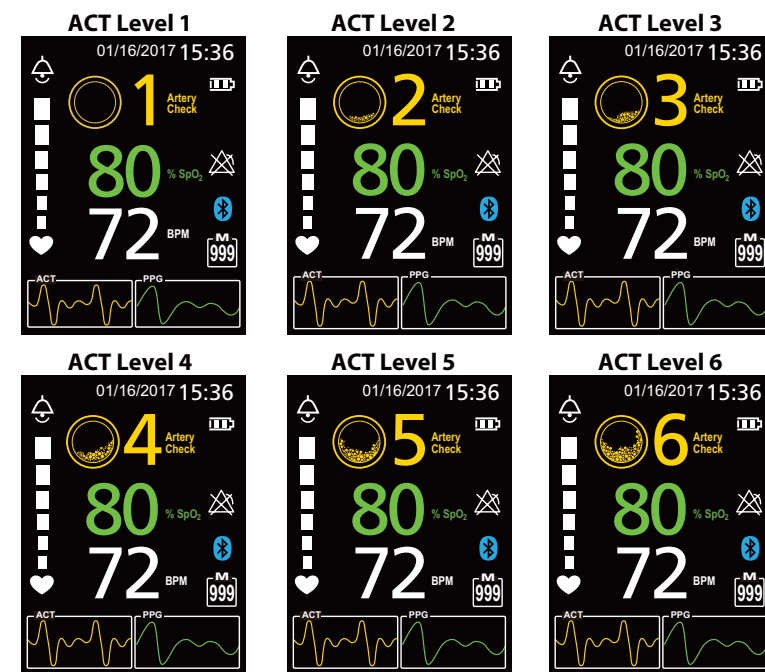 ACT Level 1
01/16/2017 15:36
1 Artery Check
80 % SpO₂
72 BPM
M
999
ACT PPG
ACT Level 2
01/16/2017 15:36
2 Artery Check
80 % SpO₂
72 BPM
M
999
ACT PPG
ACT Level 3
01/16/2017 15:36
3 Artery Check
80 % SpO₂
72 BPM
M
999
ACT PPG
ACT Level 4
01/16/2017 15:36
4 Artery Check
80 % SpO₂
72 BPM
M
999
ACT PPG
ACT Level 5
01/16/2017 15:36
5 Artery Check
80 % SpO₂
72 BPM
M
999
ACT PPG
ACT Level 6
01/16/2017 15:36
6 Artery Check
80 % SpO₂
72 BPM
M
999
ACT PPG